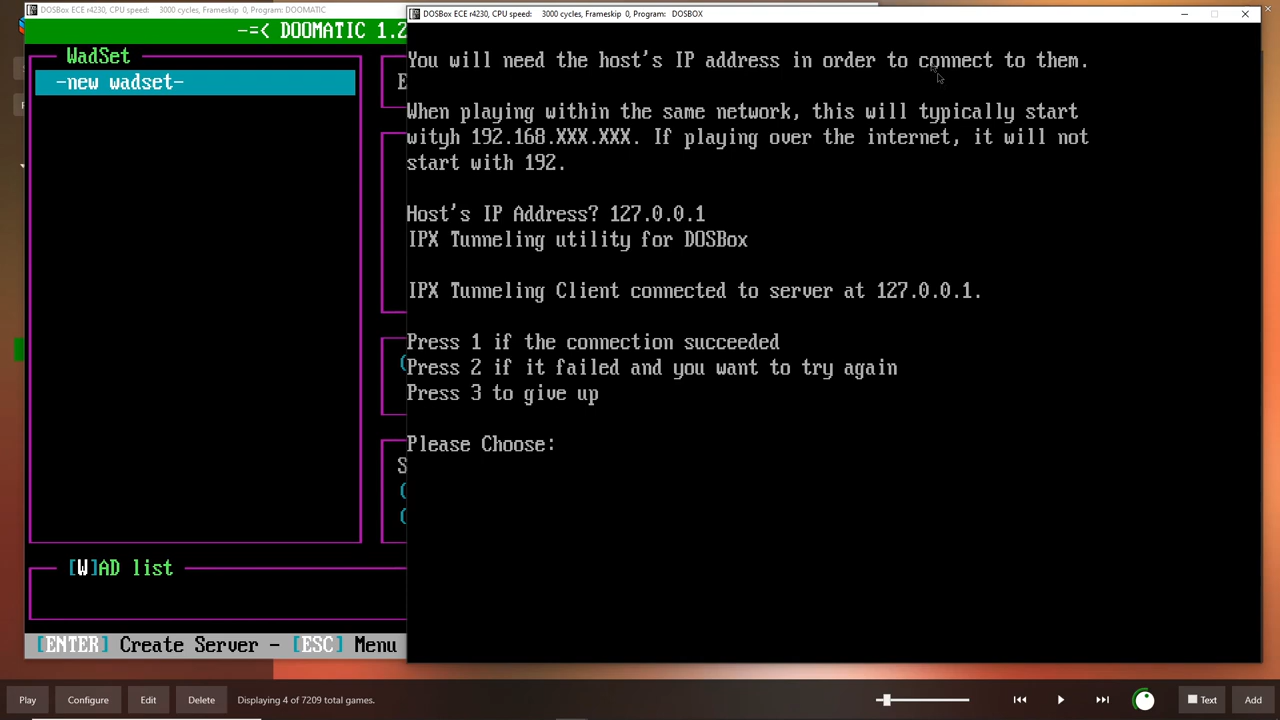 DOSBox ECE r4230, CPU speed: 3000 cycles, Frameskip 0, Program: DOOMATIC
DOSBox ECE r4230, CPU speed: 3000 cycles, Frameskip 0, Program: DOSBOX
-=< DOOMATIC 1.2
WadSet
-new wadset-
E
(
S
(
(
[W]AD list
[ENTER] Create Server - [ESC] Menu
You will need the host's IP address in order to connect to them.
When playing within the same network, this will typically start
wityh 192.168.XXX.XXX. If playing over the internet, it will not
start with 192.
Host's IP Address? 127.0.0.1
IPX Tunneling utility for DOSBox
IPX Tunneling Client connected to server at 127.0.0.1.
Press 1 if the connection succeeded
Press 2 if it failed and you want to try again
Press 3 to give up
Please Choose:
Play
Configure
Edit
Delete
Displaying 4 of 7209 total games.
Text
Add